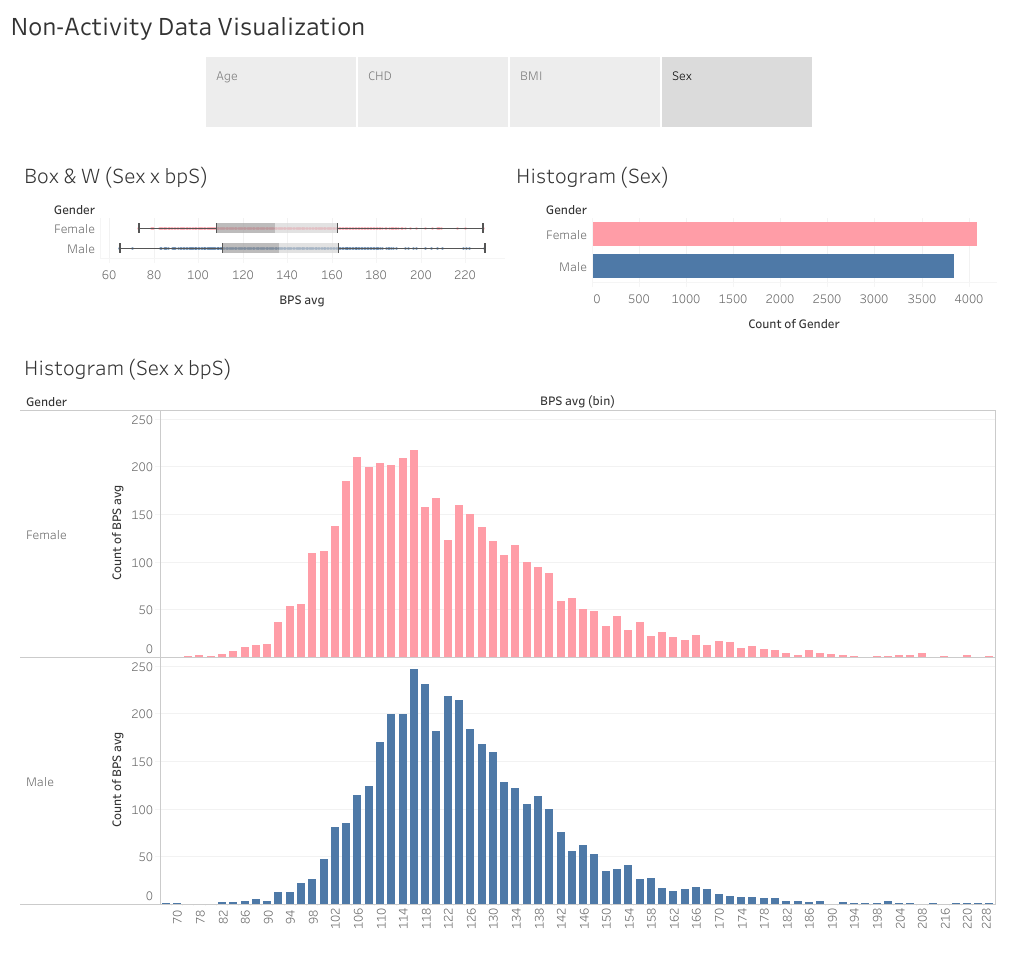 Non-Activity Data Visualization
Age CHD BMI Sex
Box & W (Sex x bpS)
Gender
Female
Male
60 80 100 120 140 160 180 200 220
BPS avg
Histogram (Sex)
Gender
Female
Male
0 500 1000 1500 2000 2500 3000 3500 4000
Count of Gender
Histogram (Sex x bpS)
Gender BPS avg (bin)
Female
Count of BPS avg
250
200
150
100
50
0
Male
Count of BPS avg
250
200
150
100
50
0
70 78 82 86 90 94 98 102 106 110 114 118 122 126 130 134 138 142 146 150 154 158 162 166 170 174 178 182 186 190 194 198 204 208 216 220 228